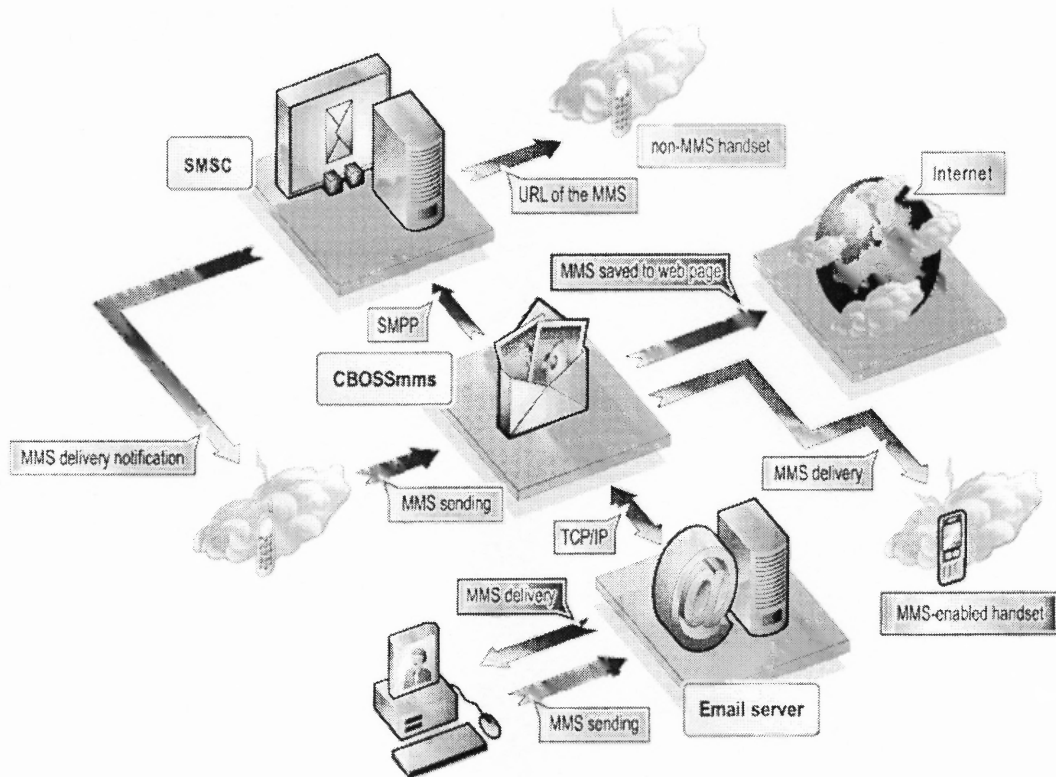 SMSC
non-MMS handset
URL of the MMS
Internet
MMS saved to web page
SMPP
CBOSSmms
MMS delivery notification
MMS sending
MMS delivery
TCP/IP
MMS delivery
MMS-enabled handset
Email server
MMS sending